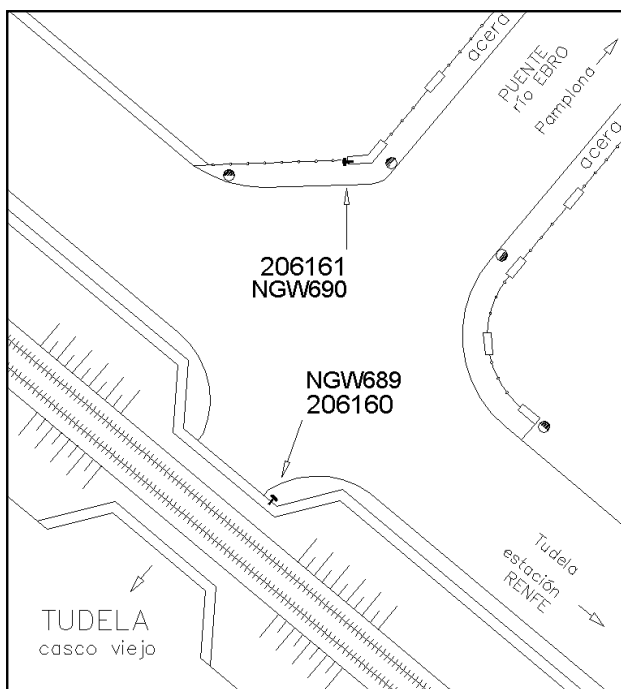 acera
PUENTE
río EBRO
Pamplona
acera
206161
NGW690
NGW689
206160
Tudela
estación
RENFE
TUDELA
casco viejo